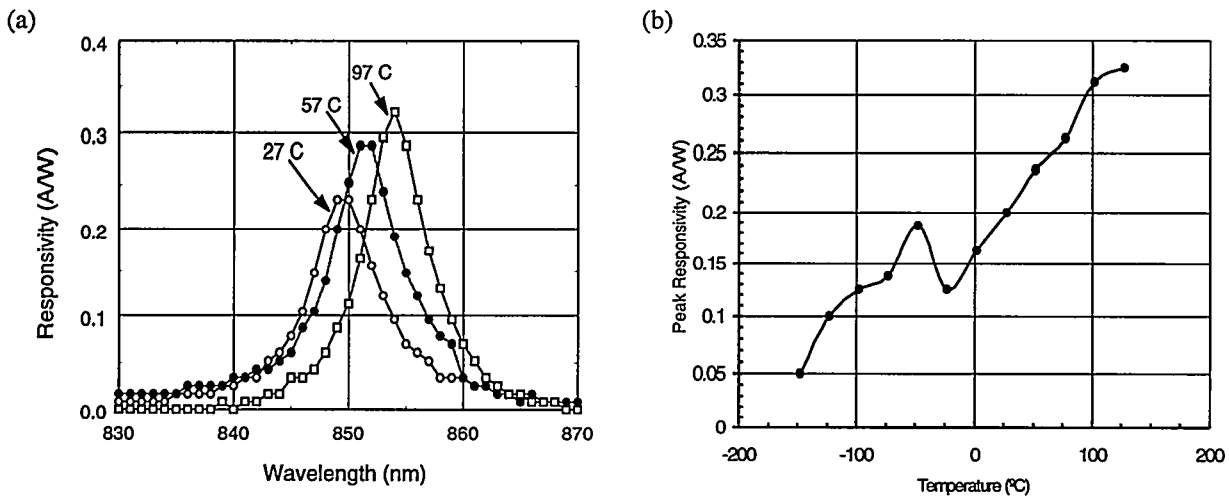 (a)
Responsivity (A/W)
0.4
0.3
0.2
0.1
0.0
97 C
57 C
27 C
830 840 850 860 870
Wavelength (nm)
(b)
Peak Responsivity (A/W)
0.35
0.3
0.25
0.2
0.15
0.1
0.05
0
-200 -100 0 100 200
Temperature (ºC)